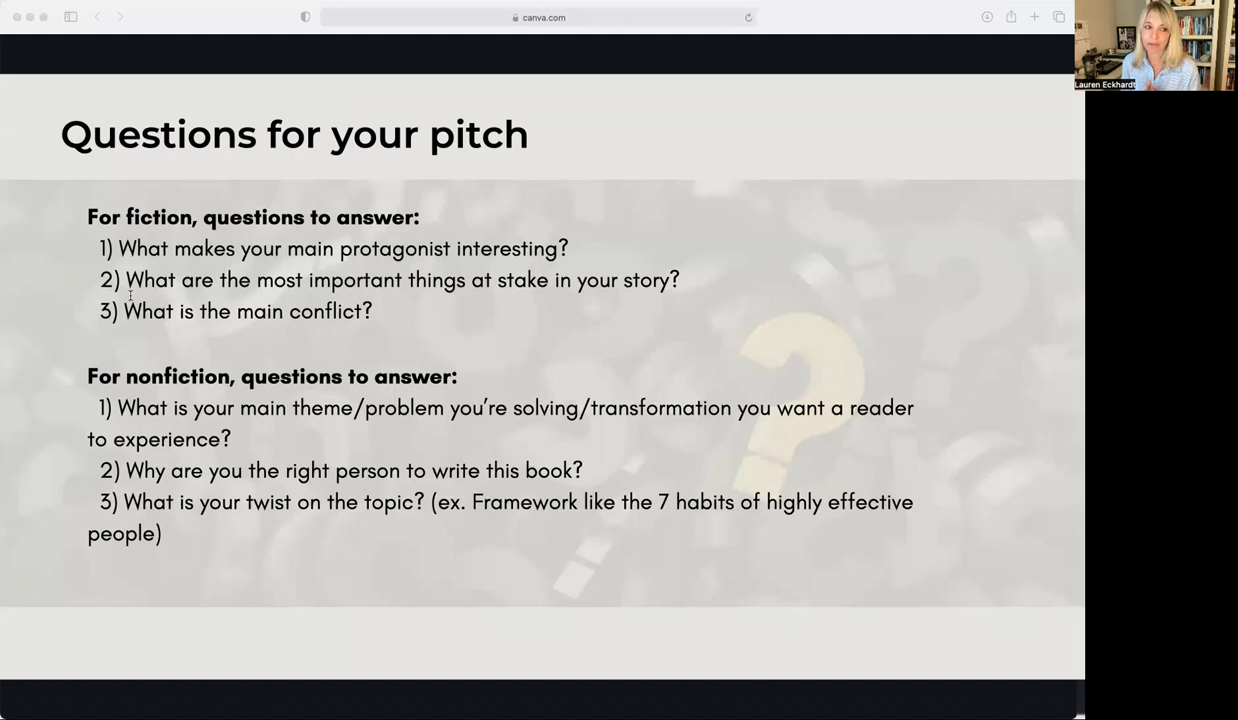 canva.com
Lauren Eckhardt
Questions for your pitch
For fiction, questions to answer:
1) What makes your main protagonist interesting?
2) What are the most important things at stake in your story?
3) What is the main conflict?
For nonfiction, questions to answer:
1) What is your main theme/problem you’re solving/transformation you want a reader
to experience?
2) Why are you the right person to write this book?
3) What is your twist on the topic? (ex. Framework like the 7 habits of highly effective
people)